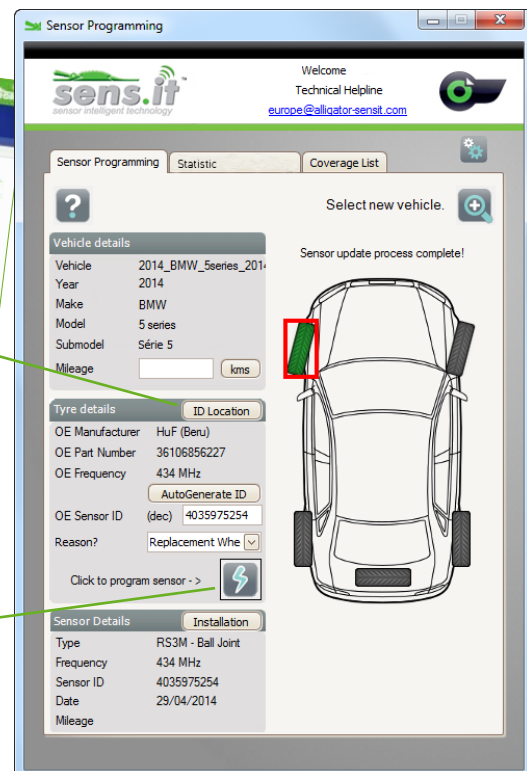 Sensor Programming
sens.it
sensor intelligent technology
Welcome
Technical Helpline
europe@alligator-sensit.com
Sensor Programming Statistic Coverage List
? Select new vehicle.
Vehicle details
Sensor update process complete!
Vehicle 2014_BMW_5series_2014
Year 2014
Make BMW
Model 5 series
Submodel Série 5
Mileage kms
Tyre details ID Location
OE Manufacturer HuF (Beru)
OE Part Number 36106856227
OE Frequency 434 MHz
AutoGenerate ID
OE Sensor ID (dec) 4035975254
Reason? Replacement Whe
Click to program sensor - >
Sensor Details Installation
Type RS3M - Ball Joint
Frequency 434 MHz
Sensor ID 4035975254
Date 29/04/2014
Mileage